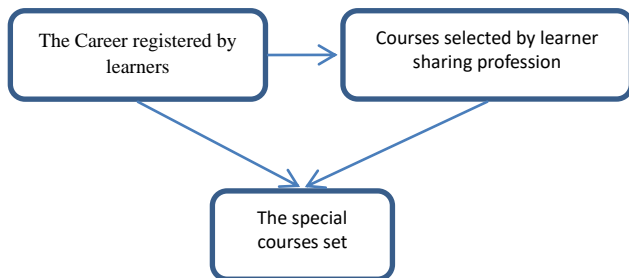 The Career registered by
learners
Courses selected by learner
sharing profession
The special
courses set